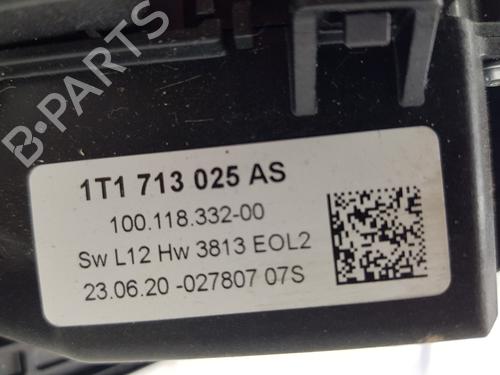 B-PARTS
1T1 713 025 AS
100.118.332-00
Sw L12 Hw 3813 EOL2
23.06.20 -027807 07S